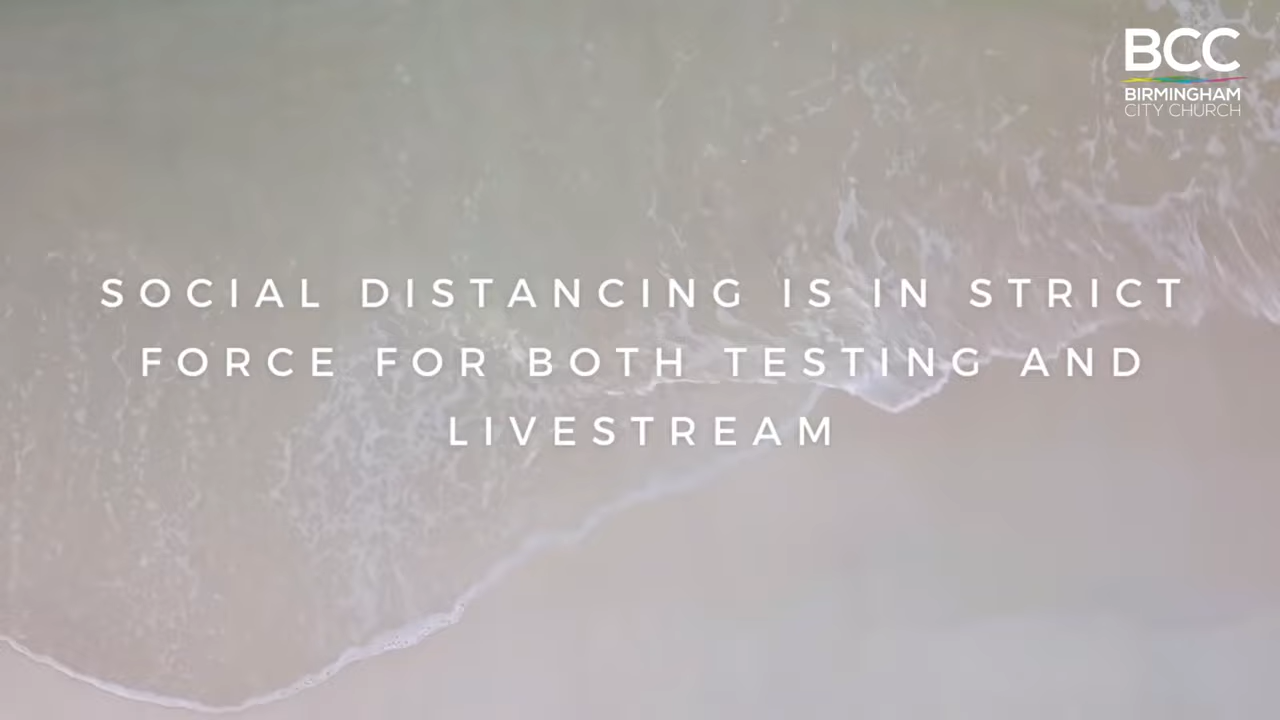 BCC
BIRMINGHAM
CITY CHURCH
SOCIAL DISTANCING IS IN STRICT
FORCE FOR BOTH TESTING AND
LIVESTREAM